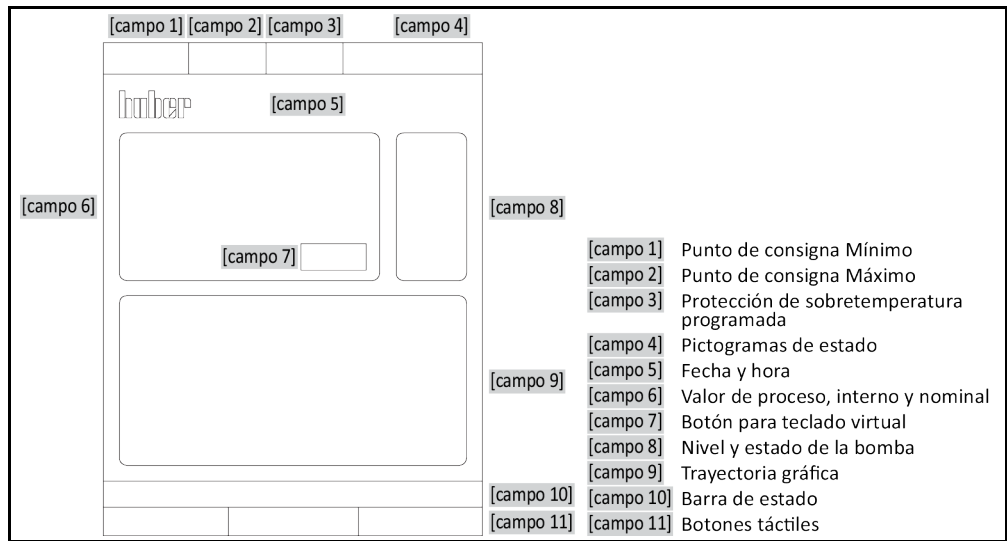 [campo 1] [campo 2] [campo 3] [campo 4]
huber
[campo 5]
[campo 6]
[campo 8]
[campo 7]
[campo 9]
[campo 10]
[campo 11]
[campo 1] Punto de consigna Mínimo
[campo 2] Punto de consigna Máximo
[campo 3] Protección de sobretemperatura
programada
[campo 4] Pictogramas de estado
[campo 5] Fecha y hora
[campo 6] Valor de proceso, interno y nominal
[campo 7] Botón para teclado virtual
[campo 8] Nivel y estado de la bomba
[campo 9] Trayectoria gráfica
[campo 10] Barra de estado
[campo 11] Botones táctiles